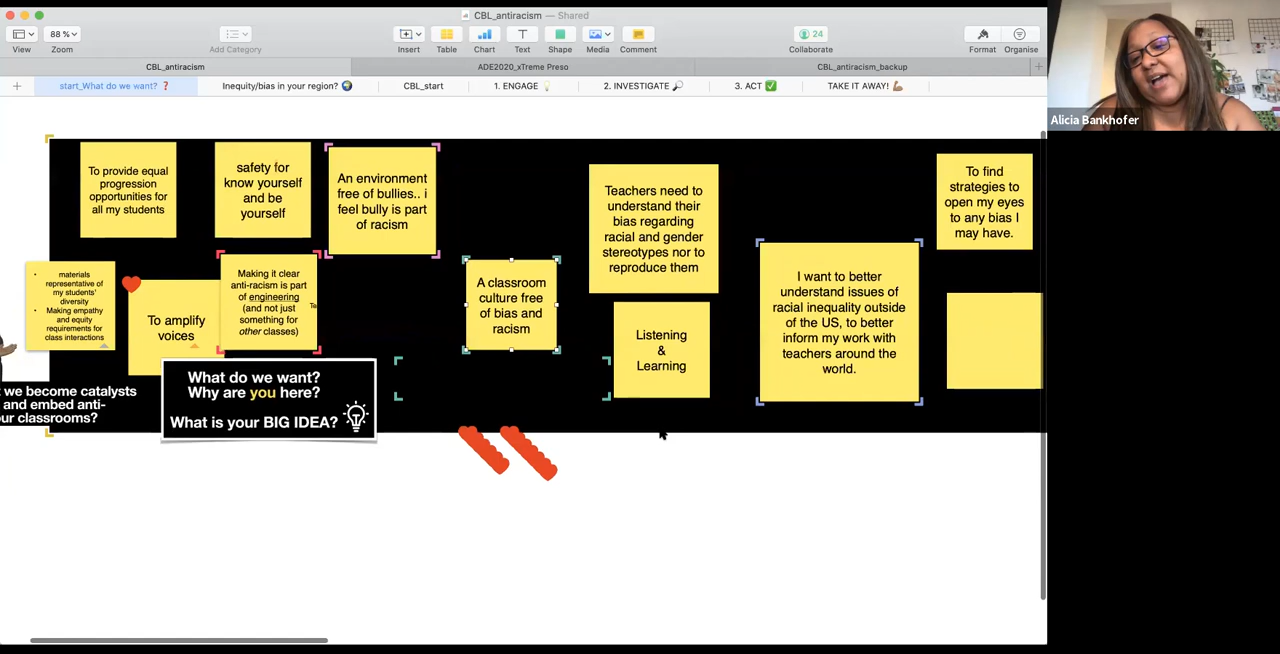 CBL_antiracism — Shared
88 %
24
View
Zoom
Add Category
Insert
Table
Chart
Text
Shape
Media
Comment
Collaborate
Format
Organise
CBL_antiracism
ADE2020_xTreme Preso
CBL_antiracism_backup
start_What do we want? ❓
Inequity/bias in your region? 🌍
CBL_start
1. ENGAGE 💡
2. INVESTIGATE 🔎
3. ACT ✅
TAKE IT AWAY! 💪🏽
Alicia Bankhofer
To provide equal
progression
opportunities for
all my students
safety for
know yourself
and be
yourself
An environment
free of bullies.. i
feel bully is part
of racism
Teachers need to
understand their
bias regarding
racial and gender
stereotypes nor to
reproduce them
To find
strategies to
open my eyes
to any bias I
may have.
• materials
representative of
my students'
diversity
• Making empathy
and equity
requirements for
class interactions
To amplify
voices
Making it clear
anti-racism is part
of engineering
(and not just
something for
other classes)
Te
A classroom
culture free
of bias and
racism
Listening
&
Learning
I want to better
understand issues of
racial inequality outside
of the US, to better
inform my work with
teachers around the
world.
we become catalysts
and embed anti-
our classrooms?
What do we want?
Why are you here?
What is your BIG IDEA?